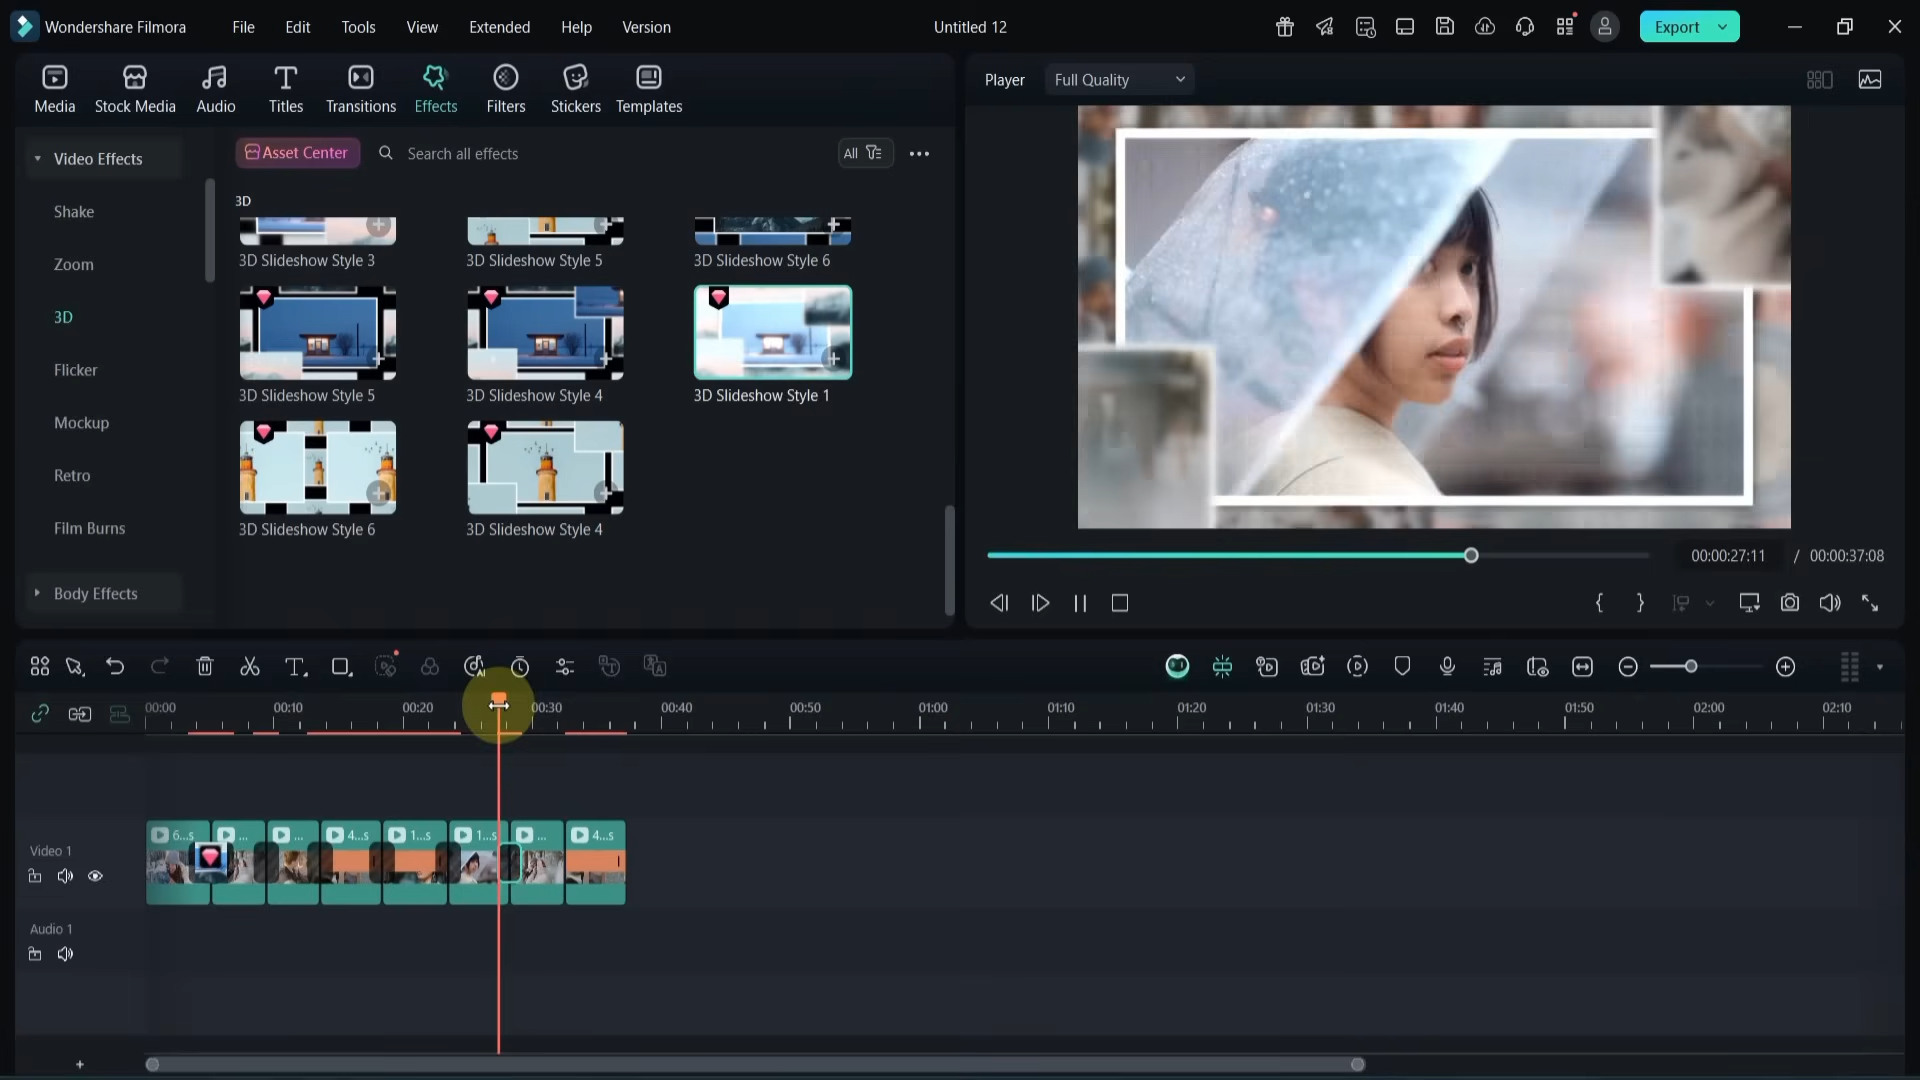 Wondershare Filmora File Edit Tools View Extended Help Version Untitled 12 Export
Media Stock Media Audio Titles Transitions Effects Filters Stickers Templates
Player Full Quality
Video Effects
Shake
Zoom
3D
Flicker
Mockup
Retro
Film Burns
Body Effects
Asset Center Search all effects All
3D
3D Slideshow Style 3 3D Slideshow Style 5 3D Slideshow Style 6
3D Slideshow Style 5 3D Slideshow Style 4 3D Slideshow Style 1
3D Slideshow Style 6 3D Slideshow Style 4
00:00:27:11 / 00:00:37:08
00:00 00:10 00:20 00:30 00:40 00:50 01:00 01:10 01:20 01:30 01:40 01:50 02:00 02:10
6...s ... ... 4...s 1...s 1...s ... 4...s
Video 1
Audio 1